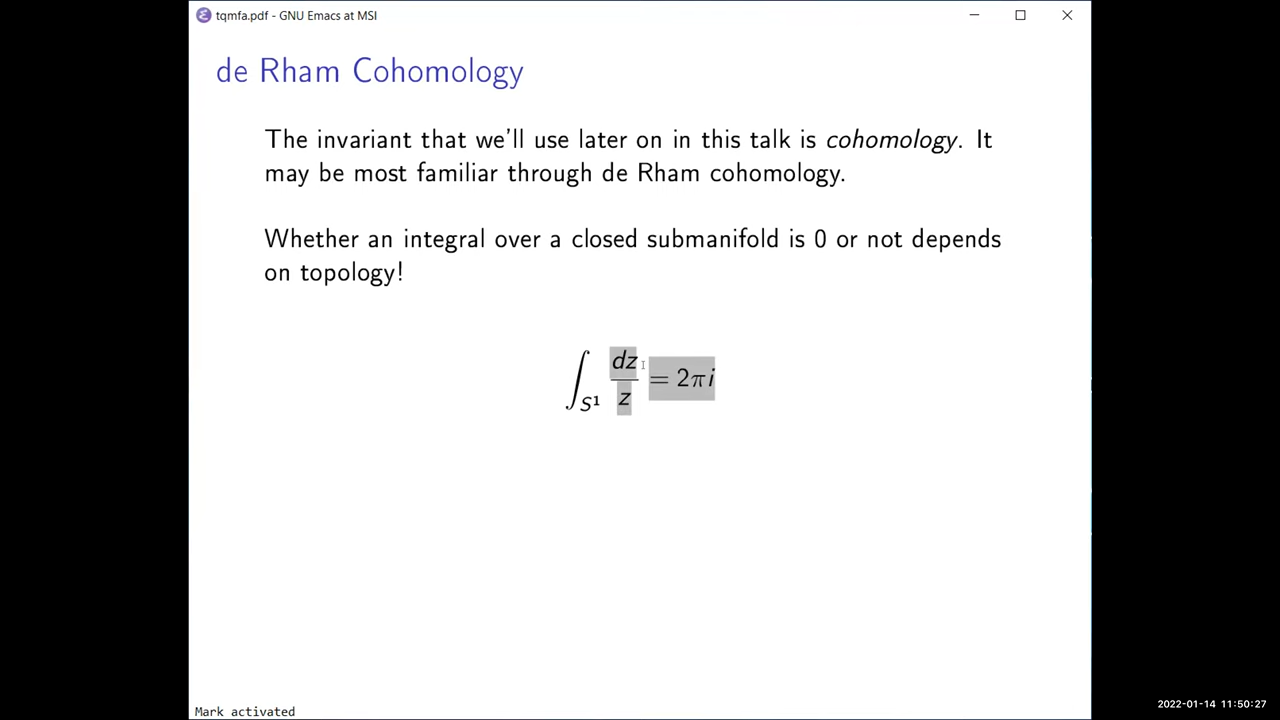 tqmfa.pdf - GNU Emacs at MSI
de Rham Cohomology
The invariant that we'll use later on in this talk is cohomology. It
may be most familiar through de Rham cohomology.
Whether an integral over a closed submanifold is 0 or not depends
on topology!
∫_{S¹} dz/z = 2πi
Mark activated
2022-01-14 11:50:27